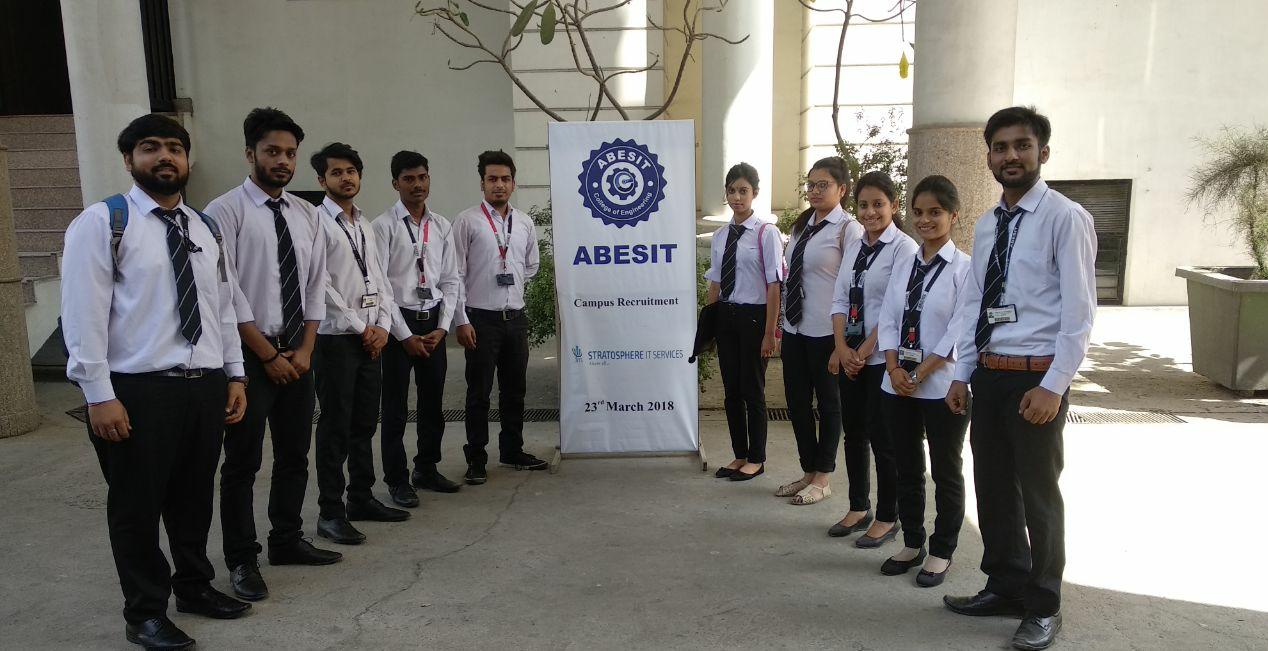 ABESIT
College of Engineering
ABESIT
Campus Recruitment
STRATOSPHERE IT SERVICES
23rd March 2018